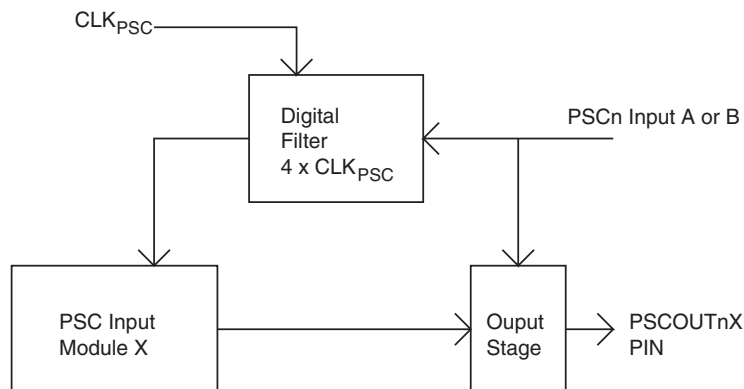 CLKPSC
Digital
Filter
4 x CLKPSC
PSCn Input A or B
PSC Input
Module X
Ouput
Stage
PSCOUTnX
PIN